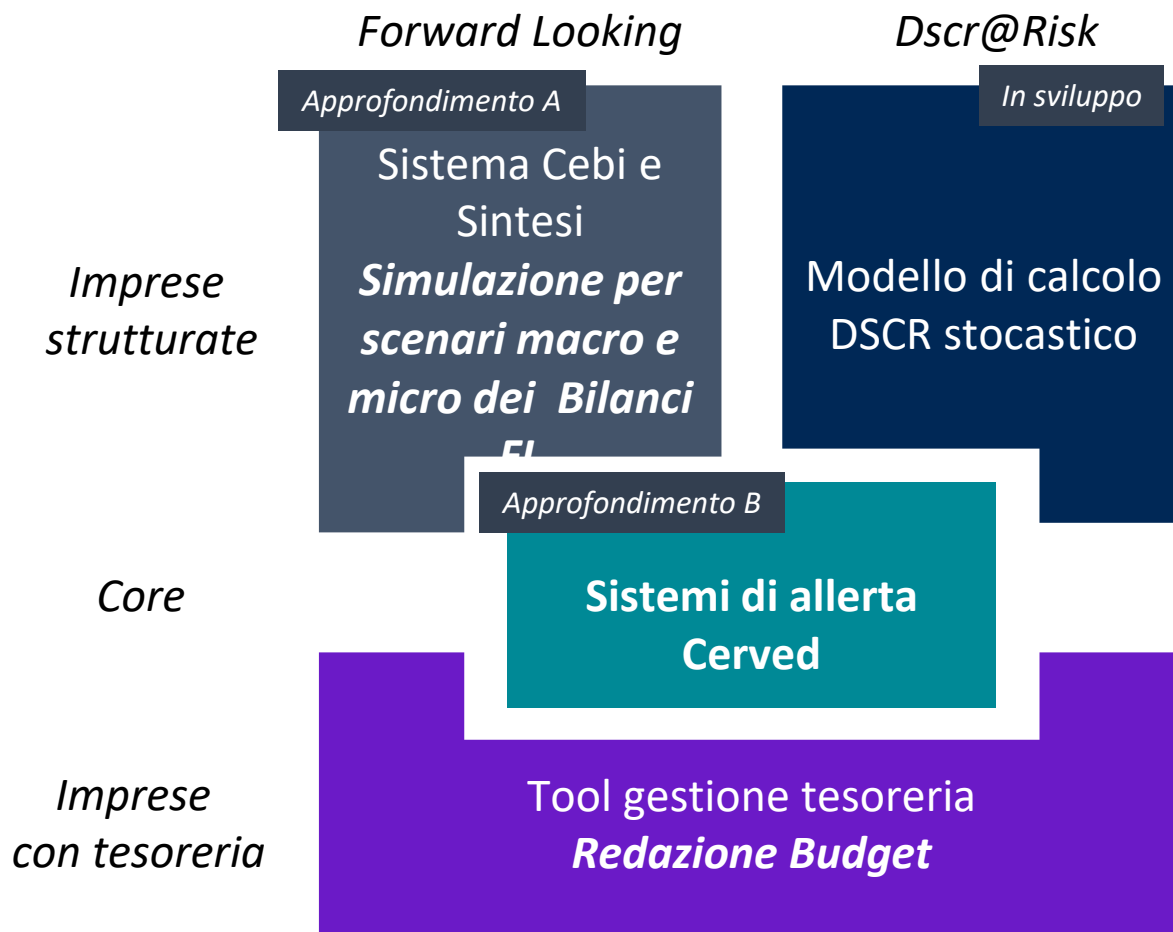 Forward Looking
Dscr@Risk
Approfondimento A
In sviluppo
Imprese
strutturate
Sistema Cebi e
Sintesi
Simulazione per
scenari macro e
micro dei Bilanci
Modello di calcolo
DSCR stocastico
Core
Approfondimento B
Sistemi di allerta
Cerved
Imprese
con tesoreria
Tool gestione tesoreria
Redazione Budget